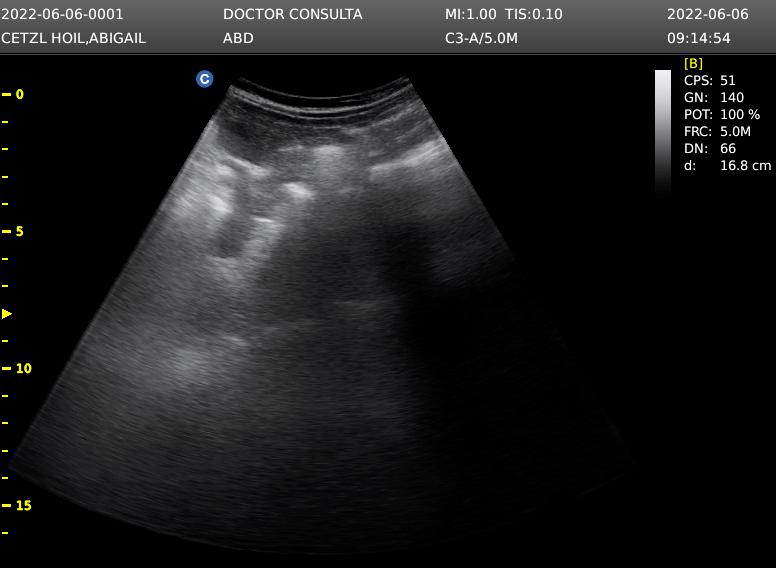 2022-06-06-0001 DOCTOR CONSULTA MI:1.00 TIS:0.10 2022-06-06
CETZL HOIL,ABIGAIL ABD C3-A/5.0M 09:14:54
C
[B]
CPS: 51
GN: 140
POT: 100 %
FRC: 5.0M
DN: 66
d: 16.8 cm
0
5
10
15